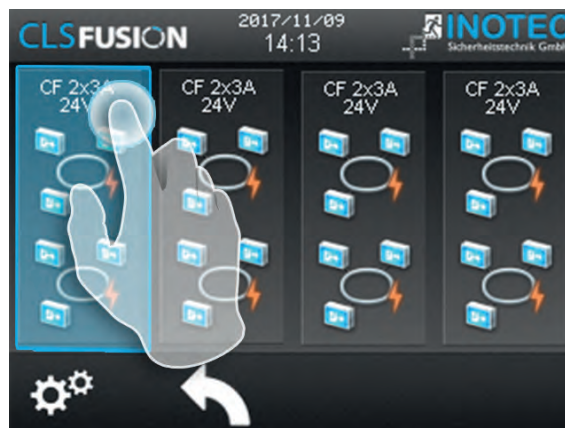 CLSFUSION
2017/11/09
14:13
INOTEC
Sicherheitstechnik GmbH
CF 2x3A
24V
CF 2x3A
24V
CF 2x3A
24V
CF 2x3A
24V